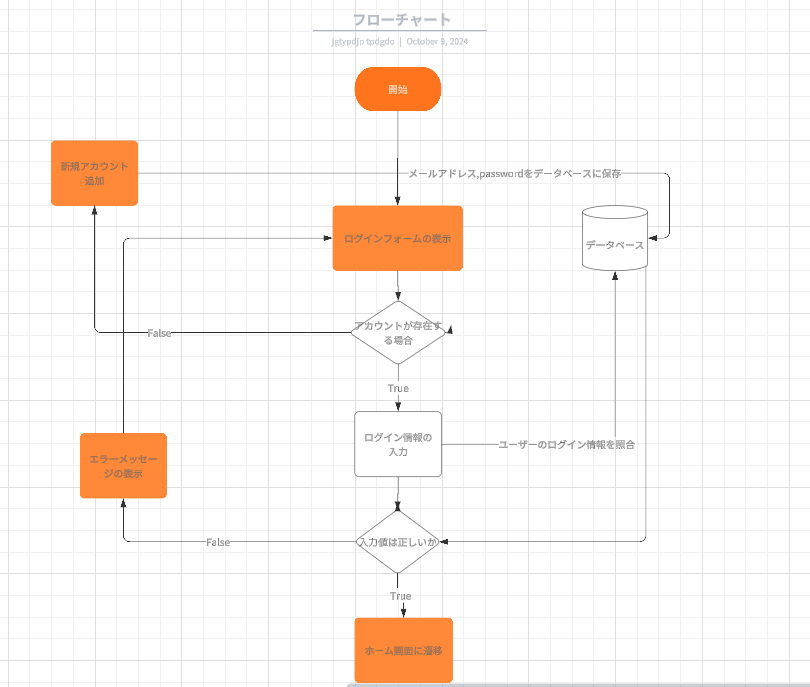 フローチャート
jgtypdjp tpdgdo | October 9, 2024
開始
新規アカウント
追加
メールアドレス,passwordをデータベースに保存
ログインフォームの表示
データベース
アカウントが存在す
る場合
False
True
ログイン情報の
入力
ユーザーのログイン情報を照合
エラーメッセー
ジの表示
入力値は正しいか
False
True
ホーム画面に遷移